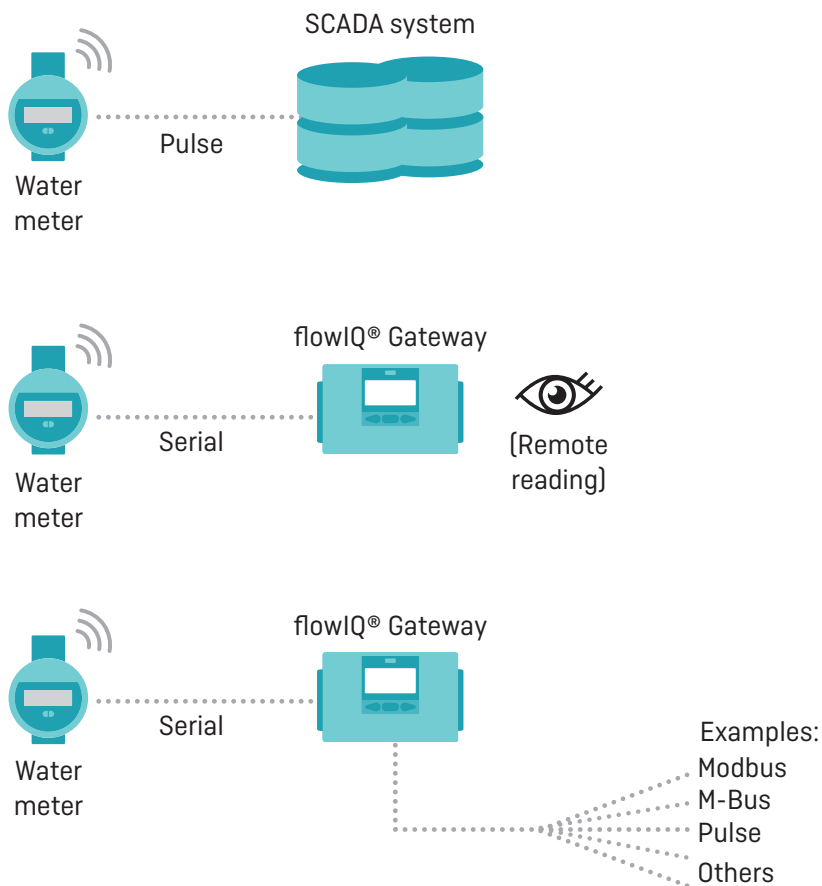 SCADA system
Pulse
Water
meter
flowIQ® Gateway
Serial
(Remote
reading)
Water
meter
flowIQ® Gateway
Serial
Water
meter
Examples:
Modbus
M-Bus
Pulse
Others